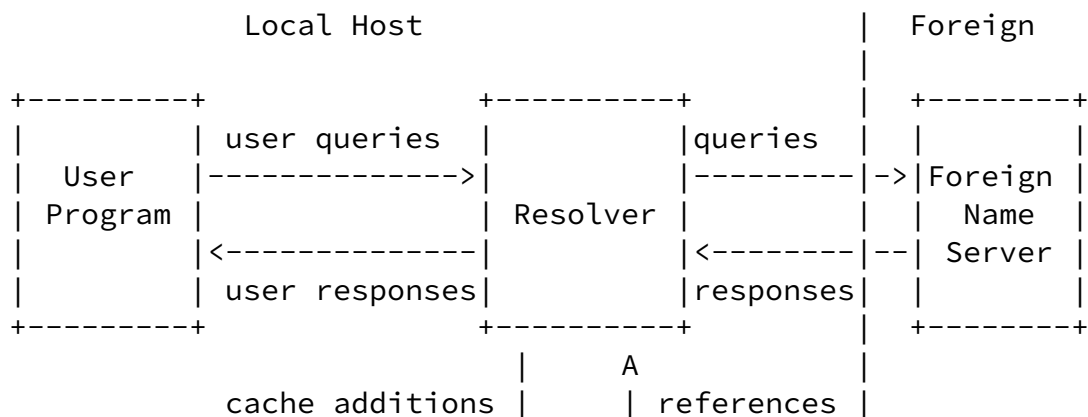 Local Host                        |  Foreign
                                                  |
 +---------+               +----------+           |  +--------+
 |         | user queries  |          |queries    |  |        |
 |  User   |-------------->|          |---------|->|Foreign |
 | Program |               | Resolver |           |  |  Name  |
 |         |<--------------|          |<--------|--| Server |
 |         | user responses|          |responses|  |        |
 +---------+               +----------+           |  +--------+
                             |     A              |
             cache additions |     | references |